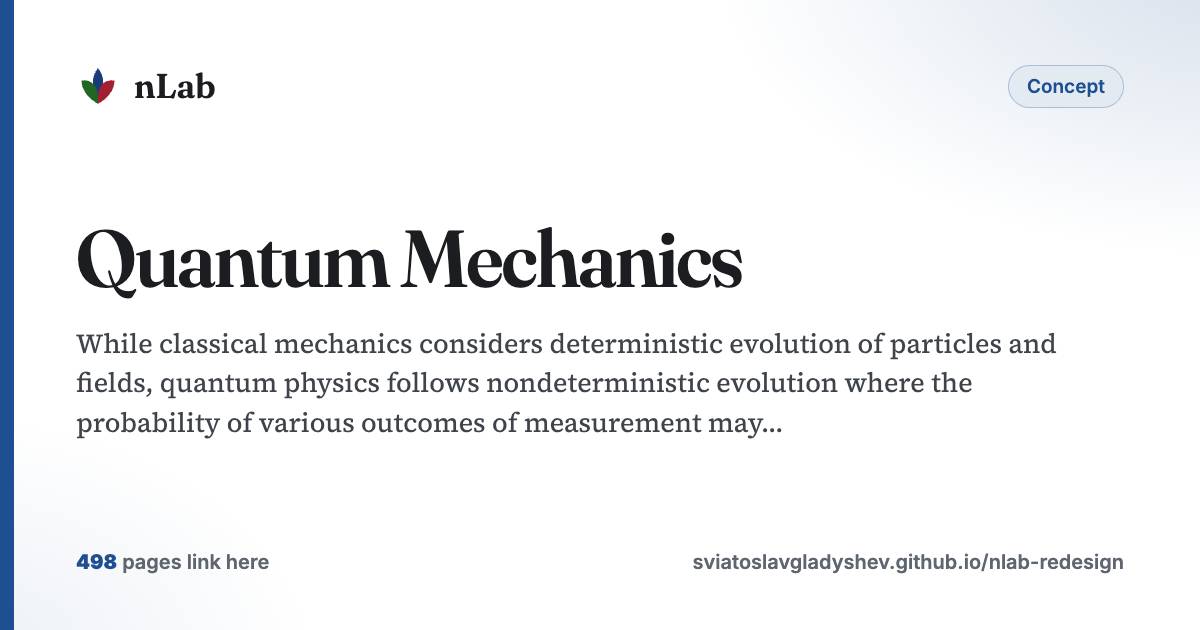 nLab
Concept
Quantum Mechanics
While classical mechanics considers deterministic evolution of particles and
fields, quantum physics follows nondeterministic evolution where the
probability of various outcomes of measurement may...
498 pages link here
sviatoslavgladyshev.github.io/nlab-redesign